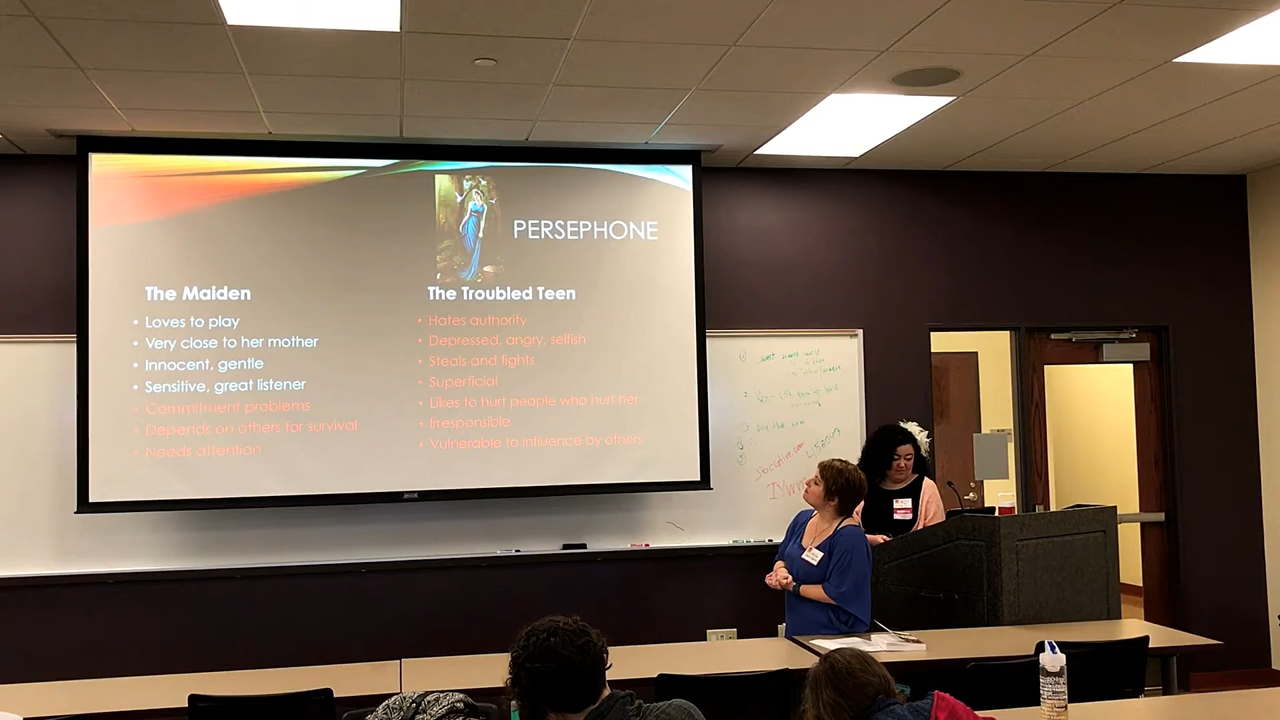 PERSEPHONE
The Maiden
• Loves to play
• Very close to her mother
• Innocent, gentle
• Sensitive, great listener
• Commitment problems
• Depends on others for survival
• Needs attention
The Troubled Teen
• Hates authority
• Depressed, angry, selfish
• Steals and fights
• Superficial
• Likes to hurt people who hurt her
• Irresponsible
• Vulnerable to influence by others